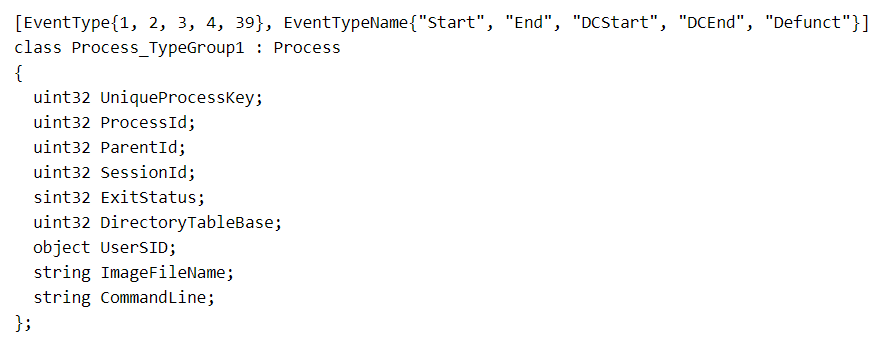 [EventType{1, 2, 3, 4, 39}, EventTypeName{"Start", "End", "DCStart", "DCEnd", "Defunct"}]
class Process_TypeGroup1 : Process
{
  uint32 UniqueProcessKey;
  uint32 ProcessId;
  uint32 ParentId;
  uint32 SessionId;
  sint32 ExitStatus;
  uint32 DirectoryTableBase;
  object UserSID;
  string ImageFileName;
  string CommandLine;
};